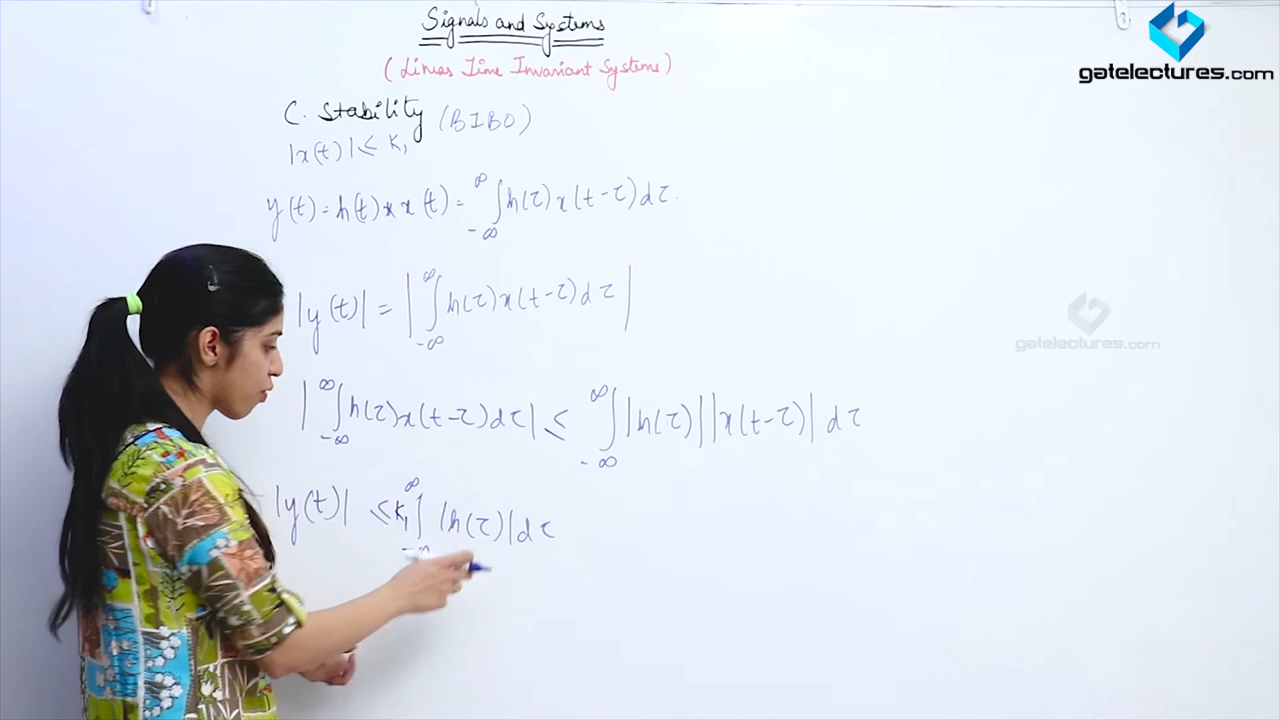 Signals and Systems
(Linear Time Invariant Systems)
gatelectures.com
C. Stability (BIBO)
|x(t)| ≤ K₁
y(t) = h(t) * x(t) = ∫_{-∞}^{∞} h(τ) x(t-τ) dτ.
|y(t)| = | ∫_{-∞}^{∞} h(τ) x(t-τ) dτ |
gatelectures.com
| ∫_{-∞}^{∞} h(τ) x(t-τ) dτ | ≤ ∫_{-∞}^{∞} |h(τ)| |x(t-τ)| dτ
|y(t)| ≤ K₁ ∫_{-∞}^{∞} |h(τ)| dτ